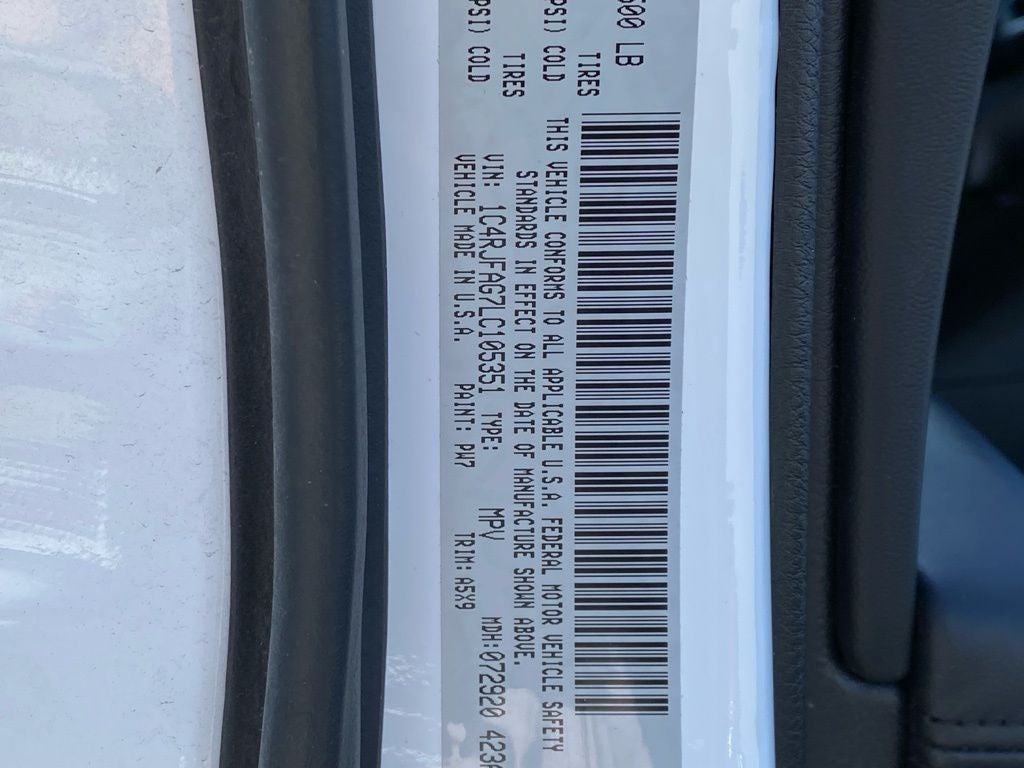 500 LB
TIRES
PSI) COLD
TIRES
PSI) COLD
THIS VEHICLE CONFORMS TO ALL APPLICABLE U.S.A. FEDERAL MOTOR VEHICLE SAFETY
STANDARDS IN EFFECT ON THE DATE OF MANUFACTURE SHOWN ABOVE.
VIN: 1C4RJFAG7LC105351 TYPE: MPV MDH:072920 423A
VEHICLE MADE IN U.S.A. PAINT: PW7 TRIM: A5X9